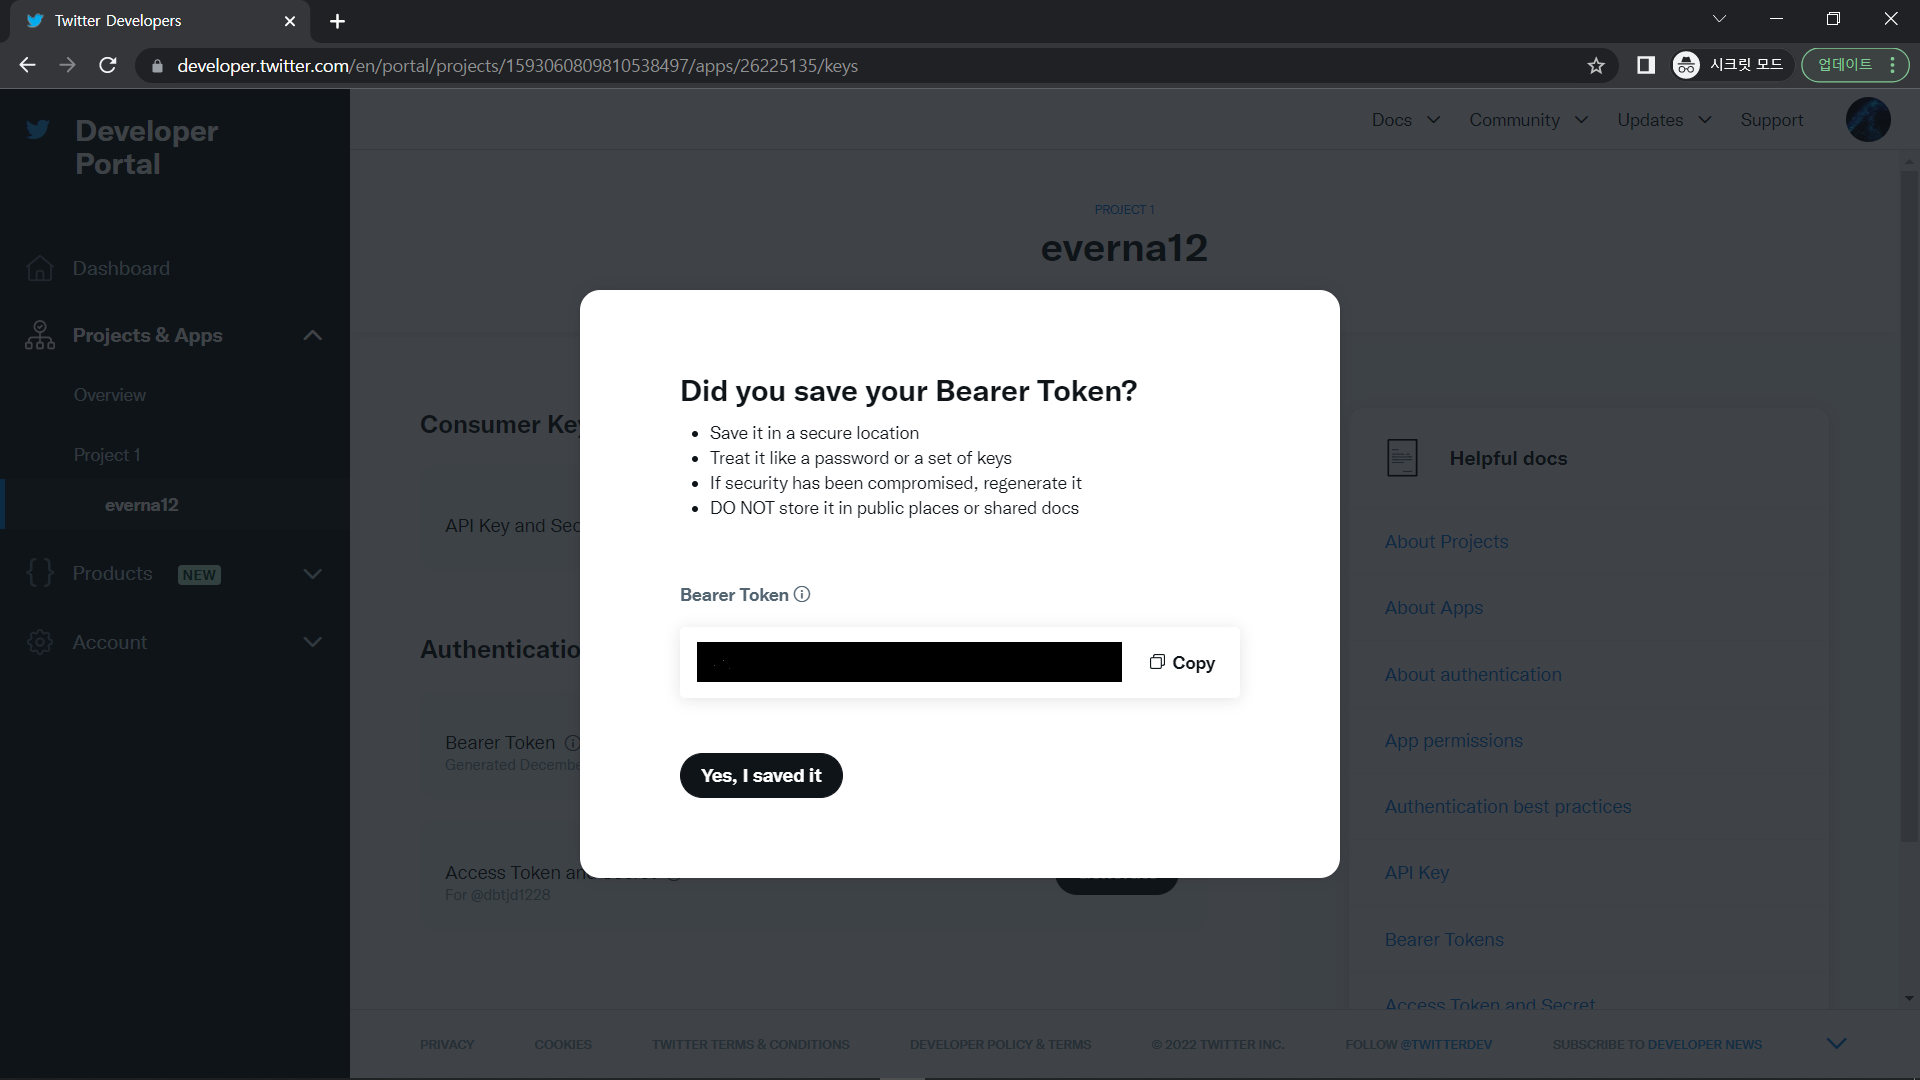 Twitter Developers
developer.twitter.com/en/portal/projects/1593060809810538497/apps/26225135/keys
시크릿 모드
업데이트
Developer
Portal
Docs
Community
Updates
Support
PROJECT 1
everna12
Dashboard
Projects & Apps
Overview
Project 1
everna12
Products
NEW
Account
Consumer Key
API Key and Sec
Authenticatio
Bearer Token
Generated Decembe
Access Token an
For @dbtjd1228
Did you save your Bearer Token?
• Save it in a secure location
• Treat it like a password or a set of keys
• If security has been compromised, regenerate it
• DO NOT store it in public places or shared docs
Bearer Token
Copy
Yes, I saved it
Helpful docs
About Projects
About Apps
About authentication
App permissions
Authentication best practices
API Key
Bearer Tokens
Access Token and Secret
PRIVACY
COOKIES
TWITTER TERMS & CONDITIONS
DEVELOPER POLICY & TERMS
© 2022 TWITTER INC.
FOLLOW @TWITTERDEV
SUBSCRIBE TO DEVELOPER NEWS